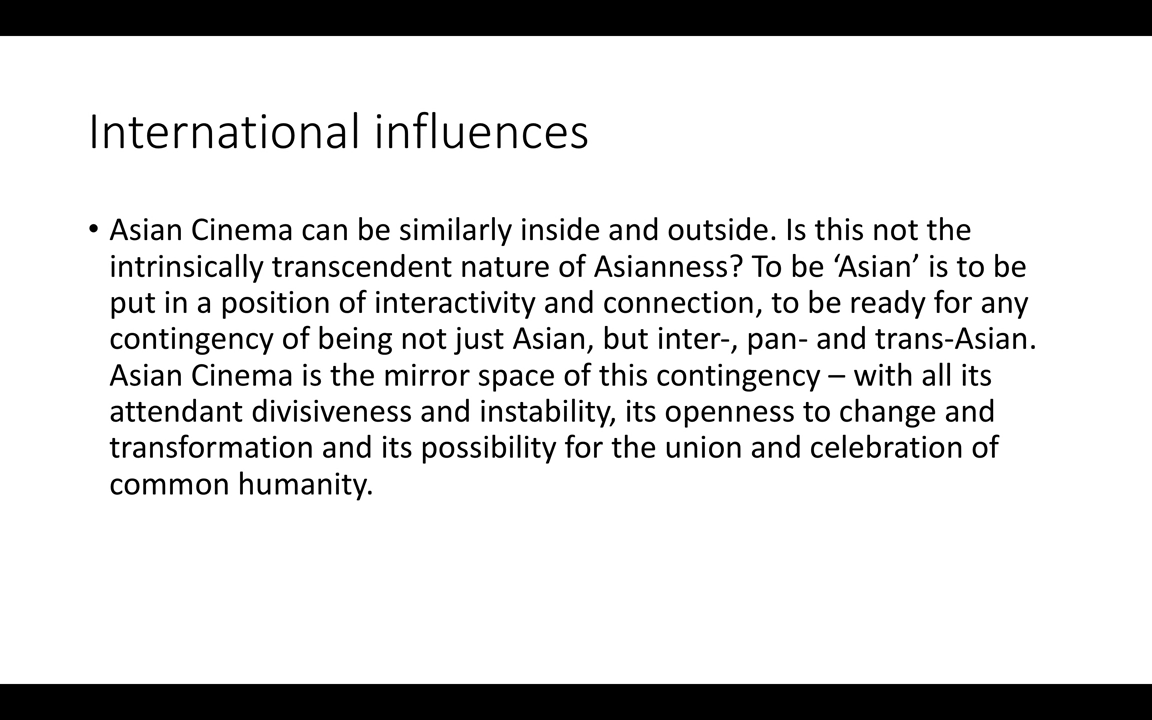 International influences
• Asian Cinema can be similarly inside and outside. Is this not the
intrinsically transcendent nature of Asianness? To be ‘Asian’ is to be
put in a position of interactivity and connection, to be ready for any
contingency of being not just Asian, but inter-, pan- and trans-Asian.
Asian Cinema is the mirror space of this contingency – with all its
attendant divisiveness and instability, its openness to change and
transformation and its possibility for the union and celebration of
common humanity.